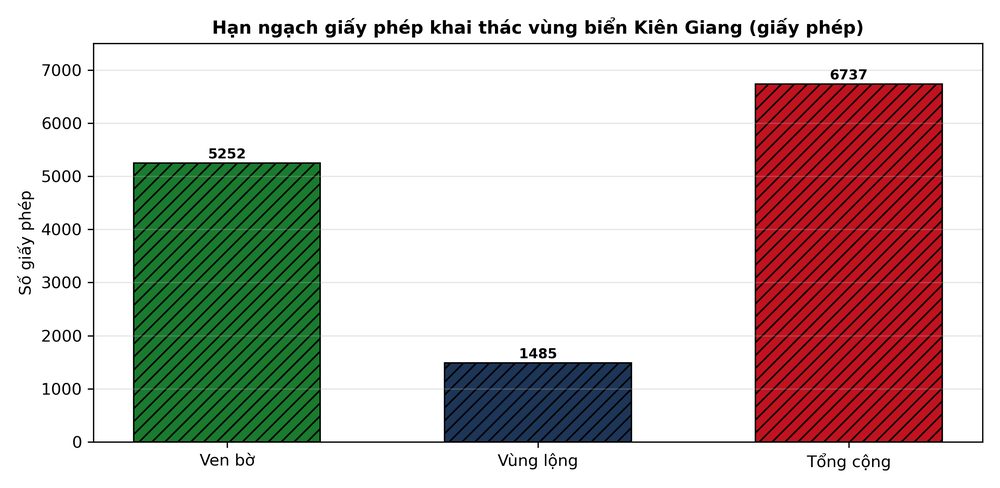 Hạn ngạch giấy phép khai thác vùng biển Kiên Giang (giấy phép)
Số giấy phép
7000
6000
5000
4000
3000
2000
1000
0
5252
1485
6737
Ven bờ
Vùng lộng
Tổng cộng